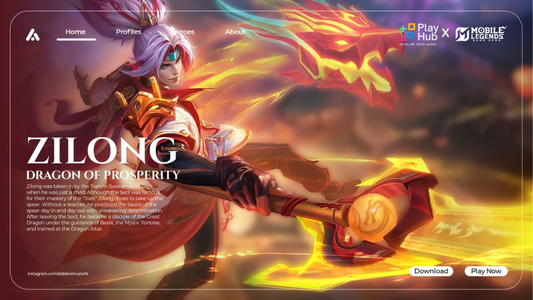 Home Profiles Heroes About
Play Hub X MOBILE LEGENDS
LEVEL UP YOUR GAME
ZILONG
DRAGON OF PROSPERITY
Zilong was taken in by the
when he was just a child. Although the Sect was famous
for their mastery of the "Jian," Zilong chose to take up the
spear. Without a teacher, he practiced the basics of the
spear day in and day out with unwavering determination.
After leaving the Sect, he became a disciple of the Great
Dragon under the guidance of Baxia, the Mystic Tortoise,
and trained at the Dragon Altar.
Download Play Now